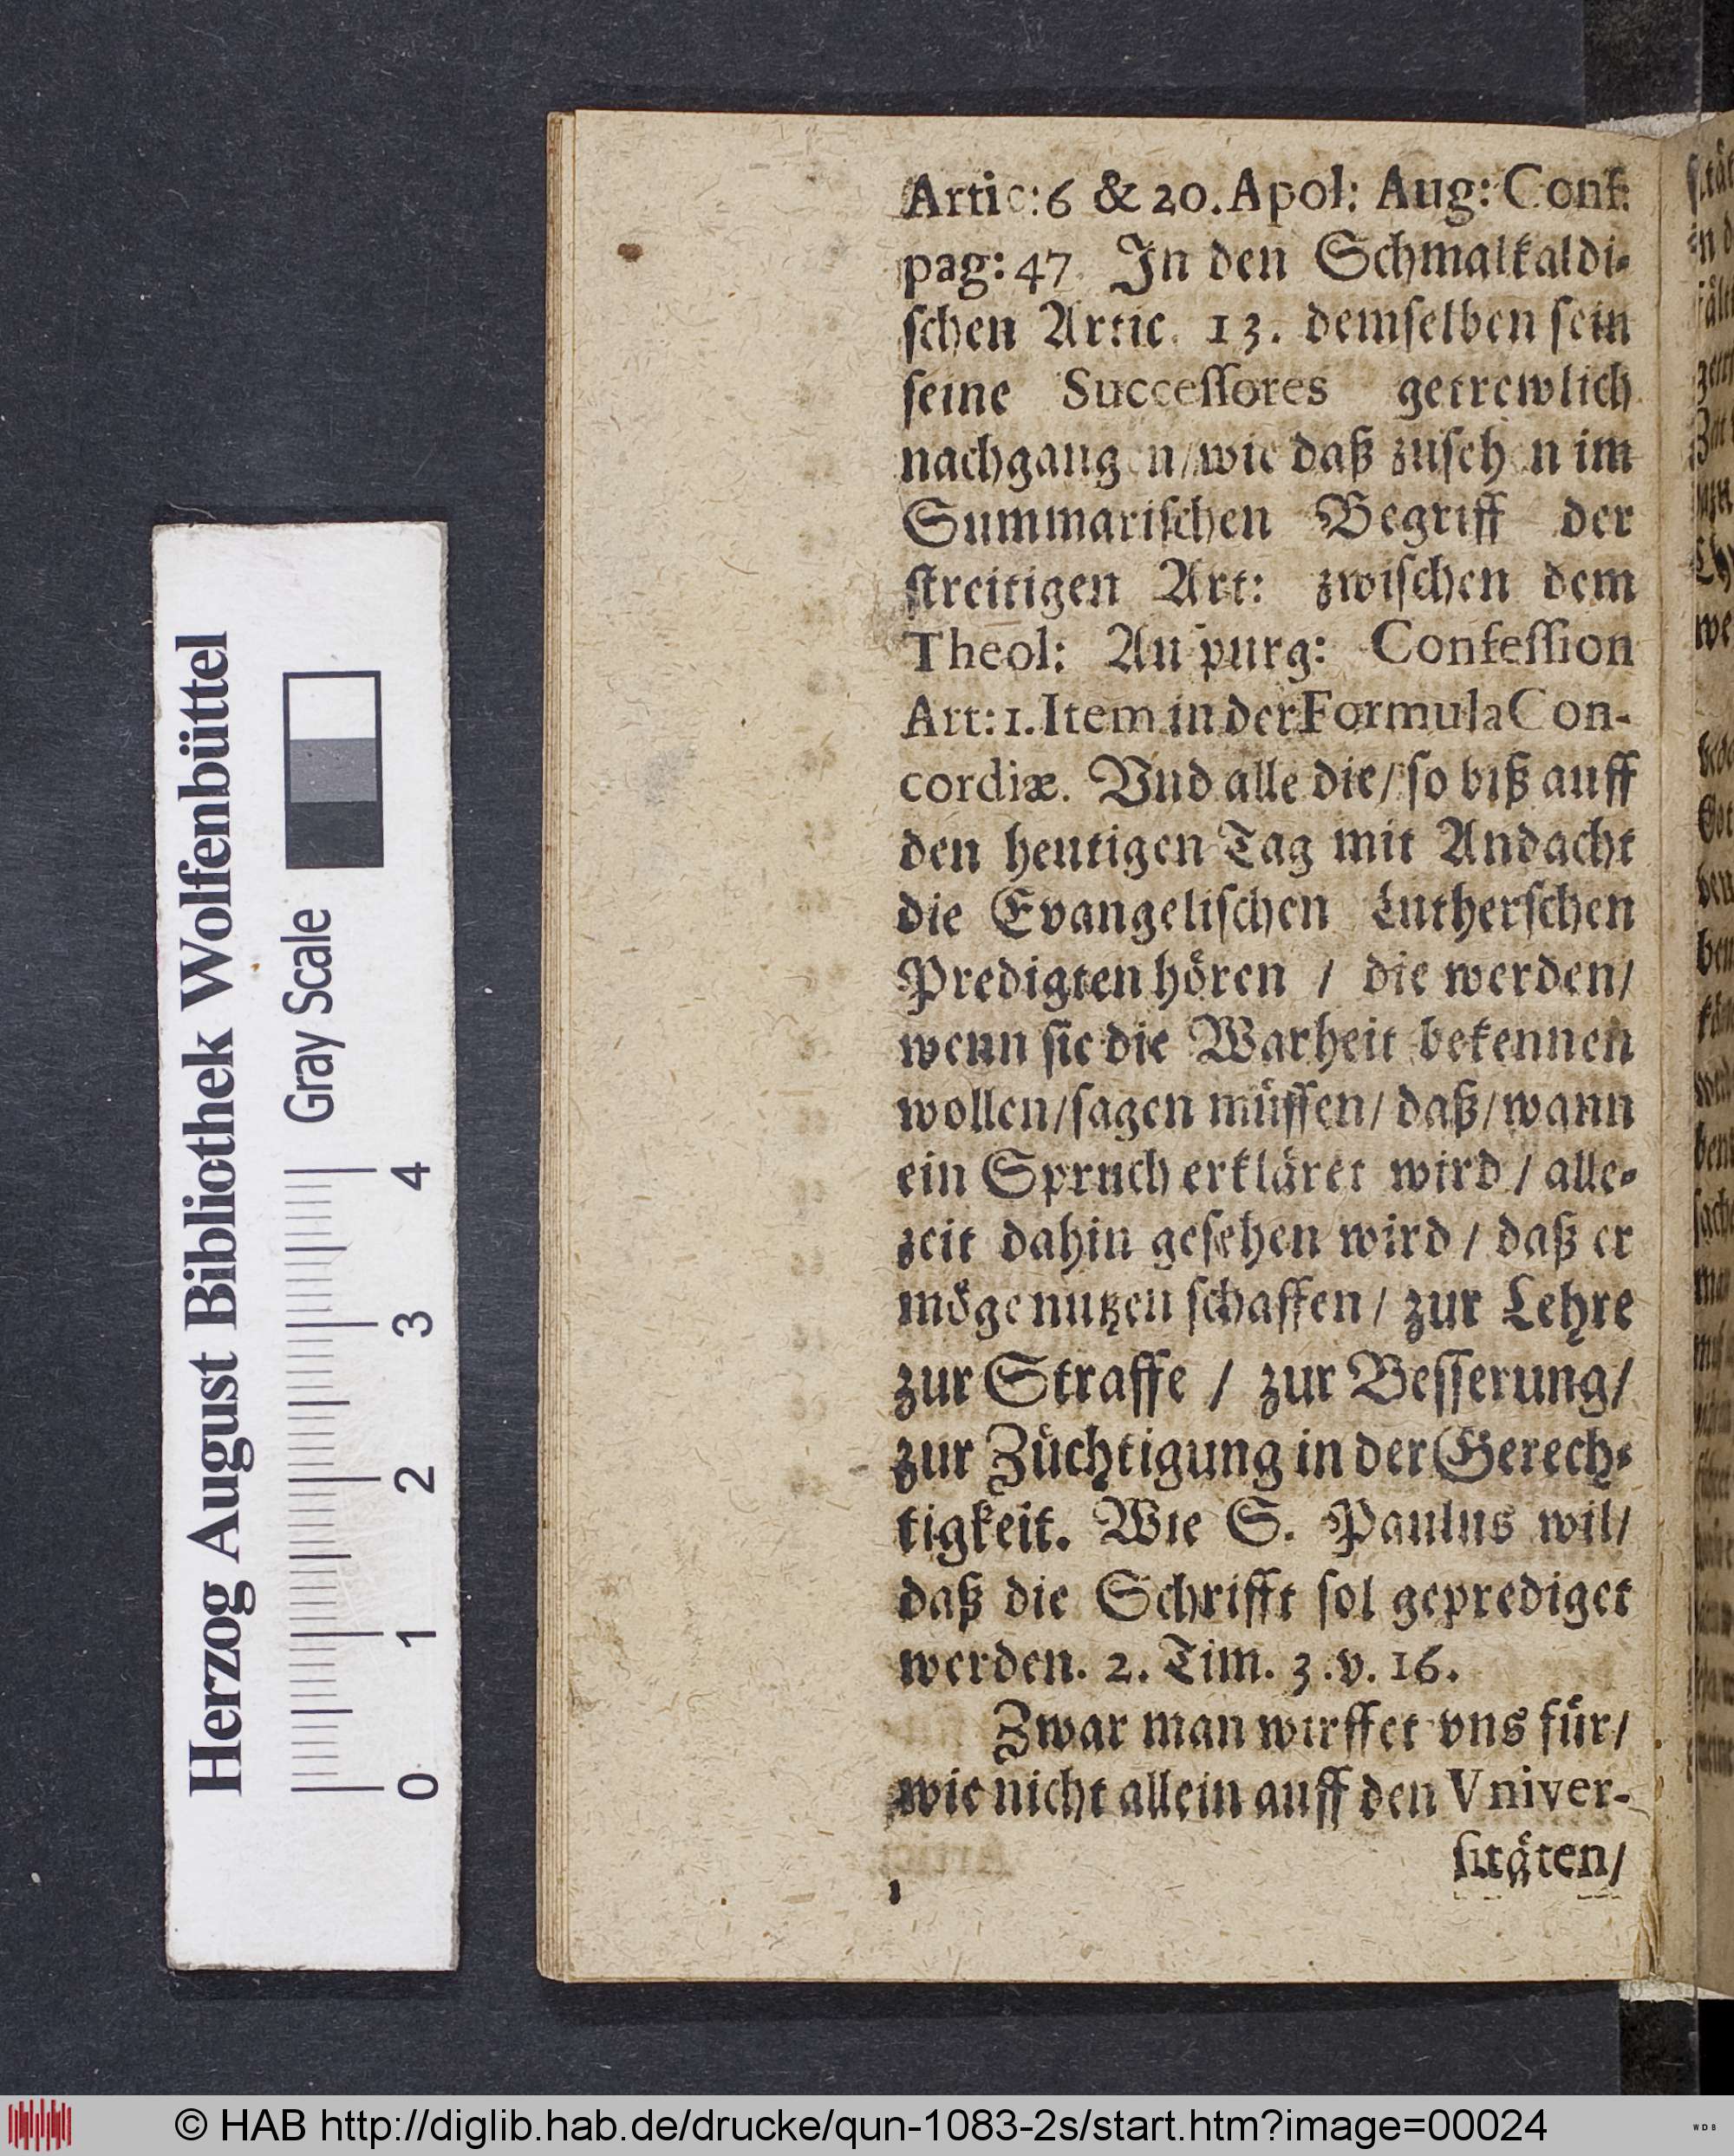 Artic: 6 & 20. Apol: Aug: Conf:
pag: 47. In den Schmalkaldi-
ſchen Artic. 13. demſelben ſein
ſeine Succeſſores getrewlich
nachgang n/wie daß zuſeh n im
Summariſchen Begriff der
ſtreitigen Art: zwiſchen dem
Theol: Au purg: Confeſſion
Art: 1. Item in der Formula Con-
cordiæ. Vnd alle die/ ſo biß auff
den heutigen Tag mit Andacht
die Evangeliſchen Lutherſchen
Predigten hören / die werden/
wenn ſie die Warheit bekennen
wollen/ſagen müſſen/ daß/wann
ein Spruch erkläret wird / alle-
zeit dahin geſehen wird / daß er
möge nutzen ſchaffen / zur Lehre
zur Straffe / zur Beſſerung/
zur Züchtigung in der Gerech-
tigkeit. Wie S. Paulus wil/
daß die Schrifft ſol geprediget
werden. 2. Tim. 3. v. 16.
Zwar man wirffet vns für/
wie nicht allein auff den Vniver-
ſitäten/
Herzog August Bibliothek Wolfenbüttel
Gray Scale
0 1 2 3 4
© HAB http://diglib.hab.de/drucke/qun-1083-2s/start.htm?image=00024
WDB